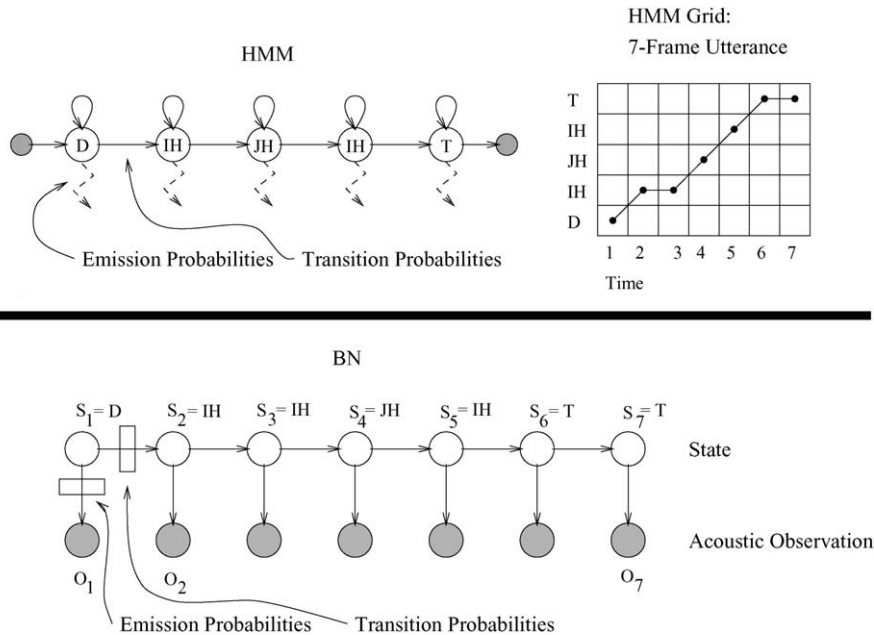 HMM
D IH JH IH T
Emission Probabilities Transition Probabilities
HMM Grid:
7-Frame Utterance
T
IH
JH
IH
D
1 2 3 4 5 6 7
Time
BN
S1= D S2= IH S3= IH S4= JH S5= IH S6= T S7= T
State
Acoustic Observation
O1 O2 O7
Emission Probabilities Transition Probabilities